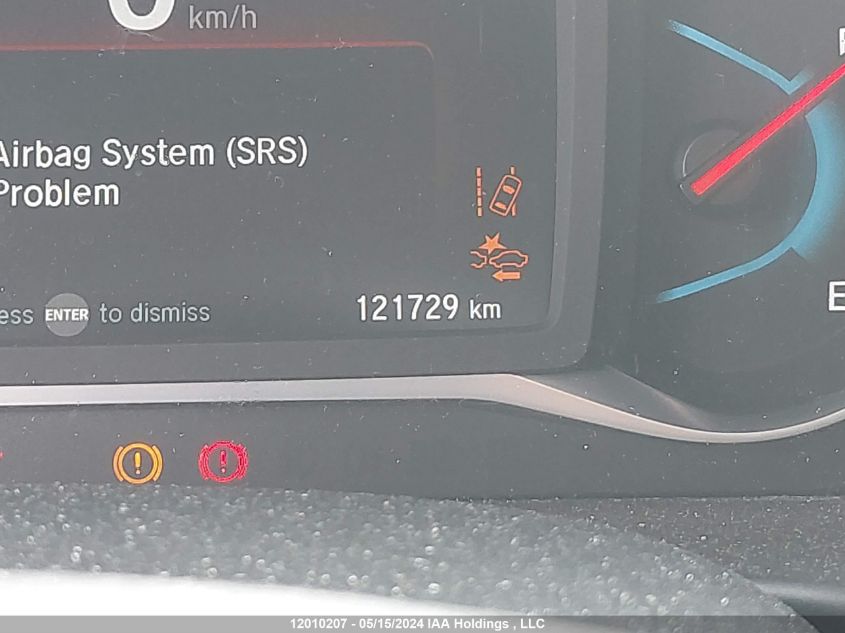 km/h
Airbag System (SRS)
Problem
ess ENTER to dismiss
121729 km
E
12010207 - 05/15/2024 IAA Holdings , LLC